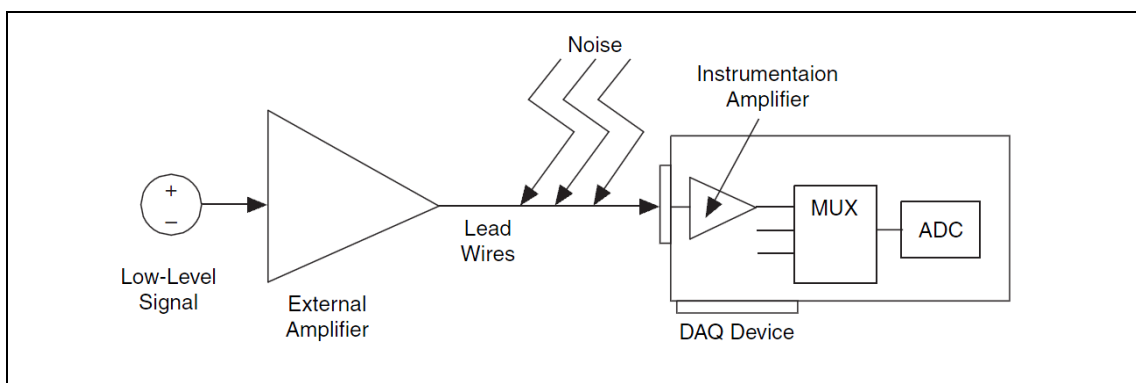 Noise
Instrumentaion
Amplifier
+
−
MUX
ADC
Lead
Wires
Low-Level
Signal
External
Amplifier
DAQ Device